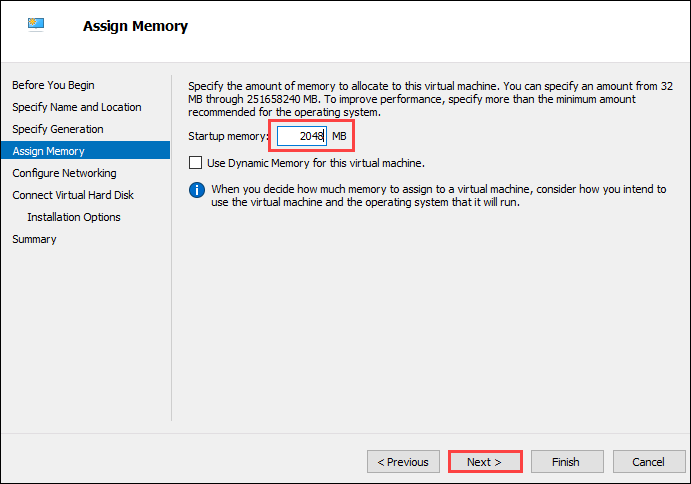 Assign Memory
Before You Begin
Specify Name and Location
Specify Generation
Assign Memory
Configure Networking
Connect Virtual Hard Disk
Installation Options
Summary
Specify the amount of memory to allocate to this virtual machine. You can specify an amount from 32
MB through 251658240 MB. To improve performance, specify more than the minimum amount
recommended for the operating system.
Startup memory: 2048 MB
Use Dynamic Memory for this virtual machine.
When you decide how much memory to assign to a virtual machine, consider how you intend to
use the virtual machine and the operating system that it will run.
< Previous Next > Finish Cancel